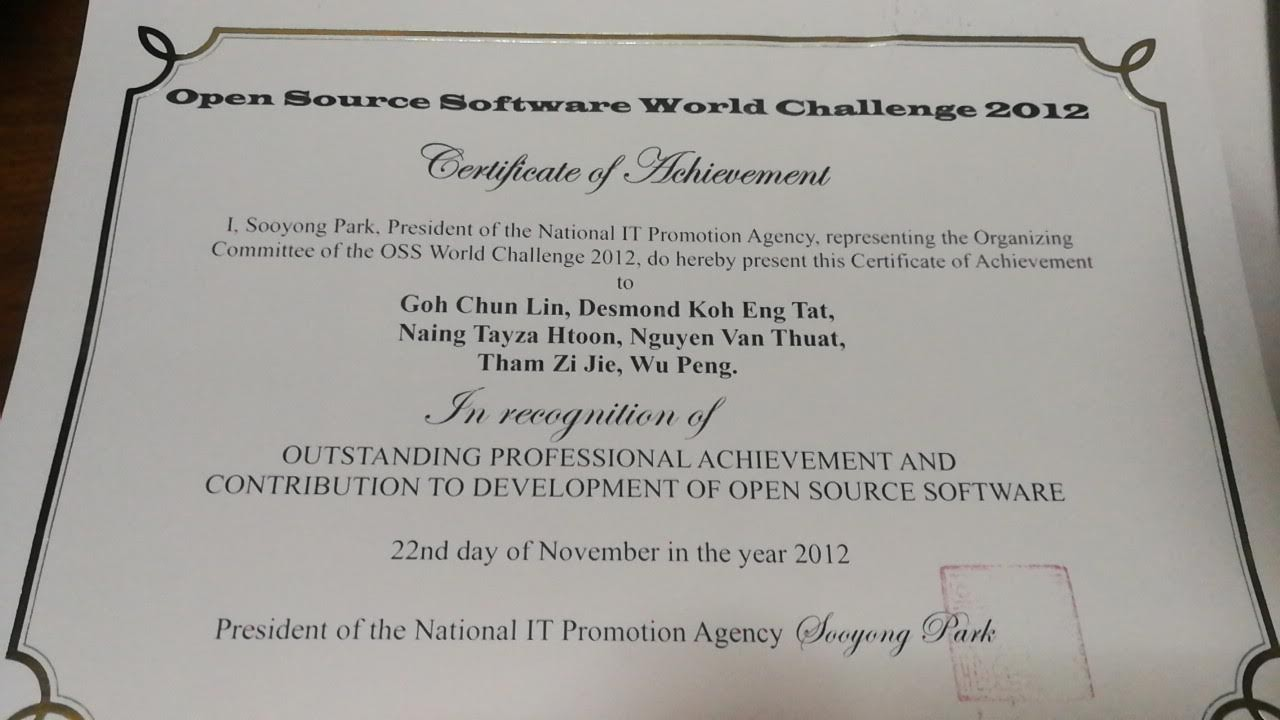 Open Source Software World Challenge 2012
Certificate of Achievement
I, Sooyong Park, President of the National IT Promotion Agency, representing the Organizing
Committee of the OSS World Challenge 2012, do hereby present this Certificate of Achievement
to
Goh Chun Lin, Desmond Koh Eng Tat,
Naing Tayza Htoon, Nguyen Van Thuat,
Tham Zi Jie, Wu Peng.
In recognition of
OUTSTANDING PROFESSIONAL ACHIEVEMENT AND
CONTRIBUTION TO DEVELOPMENT OF OPEN SOURCE SOFTWARE
22nd day of November in the year 2012
President of the National IT Promotion Agency Sooyong Park